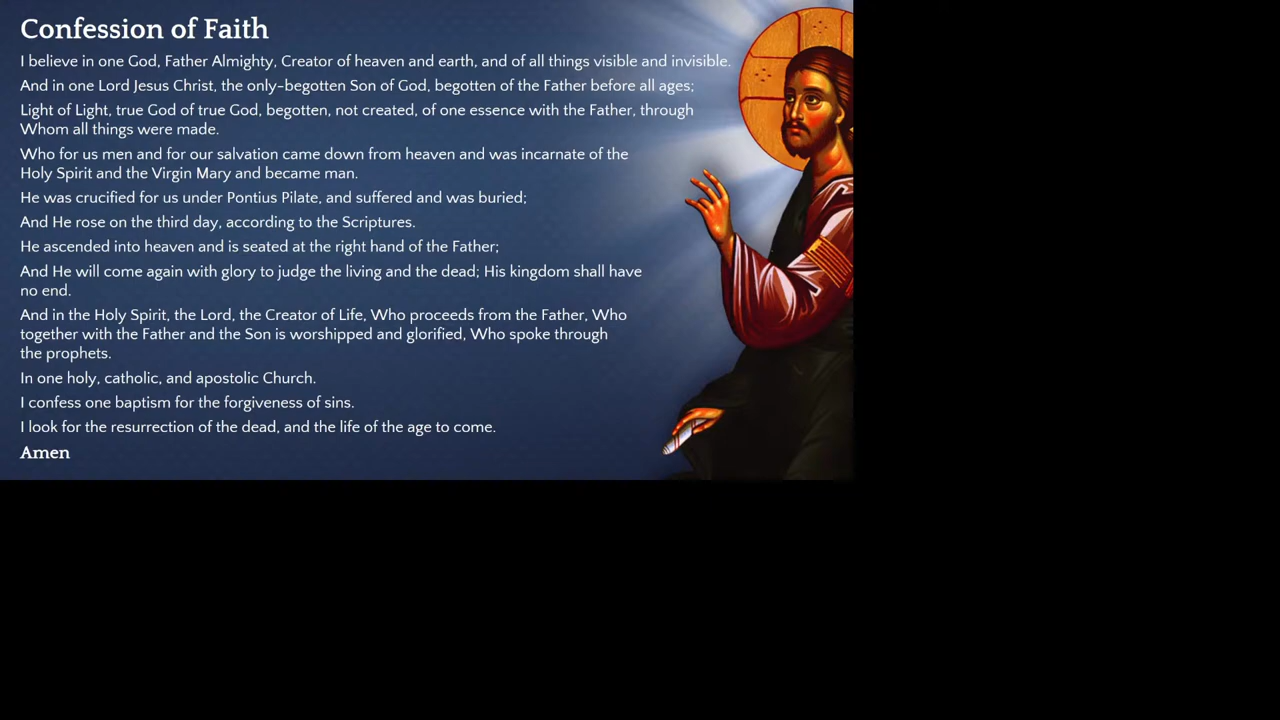 Confession of Faith
I believe in one God, Father Almighty, Creator of heaven and earth, and of all things visible and invisible.
And in one Lord Jesus Christ, the only-begotten Son of God, begotten of the Father before all ages;
Light of Light, true God of true God, begotten, not created, of one essence with the Father, through
Whom all things were made.
Who for us men and for our salvation came down from heaven and was incarnate of the
Holy Spirit and the Virgin Mary and became man.
He was crucified for us under Pontius Pilate, and suffered and was buried;
And He rose on the third day, according to the Scriptures.
He ascended into heaven and is seated at the right hand of the Father;
And He will come again with glory to judge the living and the dead; His kingdom shall have
no end.
And in the Holy Spirit, the Lord, the Creator of Life, Who proceeds from the Father, Who
together with the Father and the Son is worshipped and glorified, Who spoke through
the prophets.
In one holy, catholic, and apostolic Church.
I confess one baptism for the forgiveness of sins.
I look for the resurrection of the dead, and the life of the age to come.
Amen